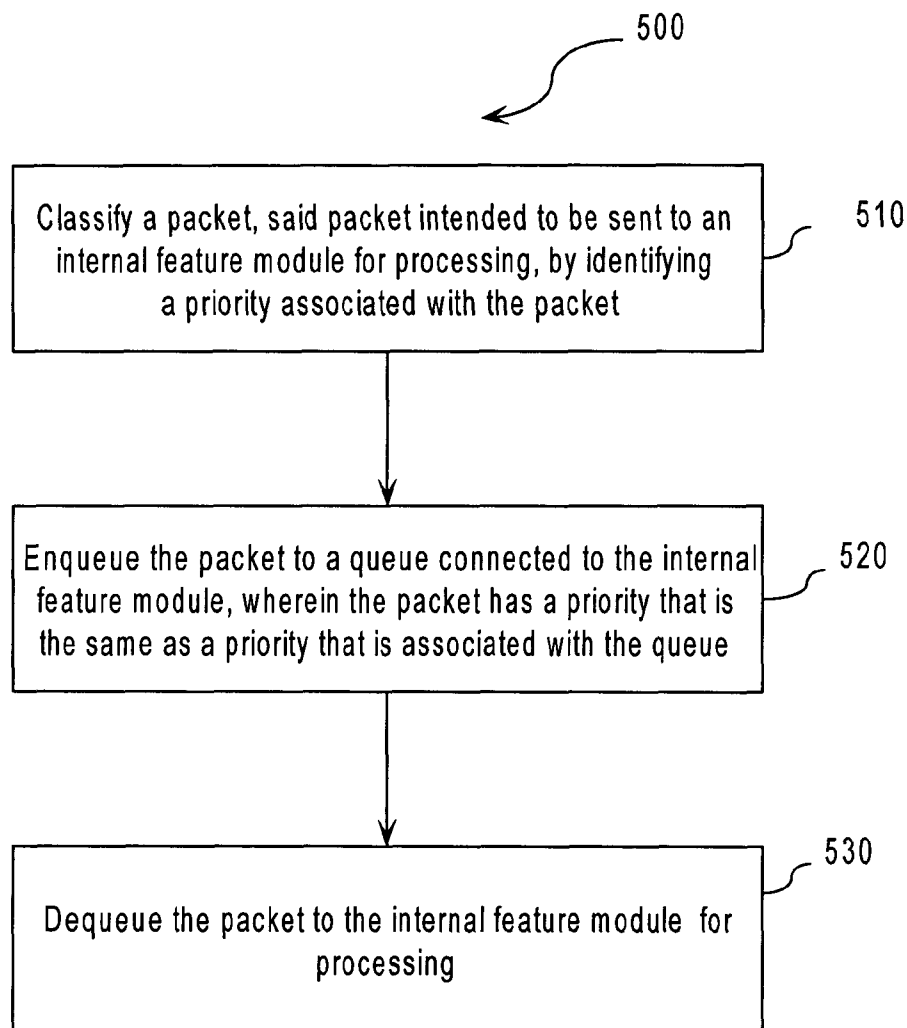 500
Classify a packet, said packet intended to be sent to an
internal feature module for processing, by identifying
a priority associated with the packet
510
Enqueue the packet to a queue connected to the internal
feature module, wherein the packet has a priority that is
the same as a priority that is associated with the queue
520
Dequeue the packet to the internal feature module for
processing
530